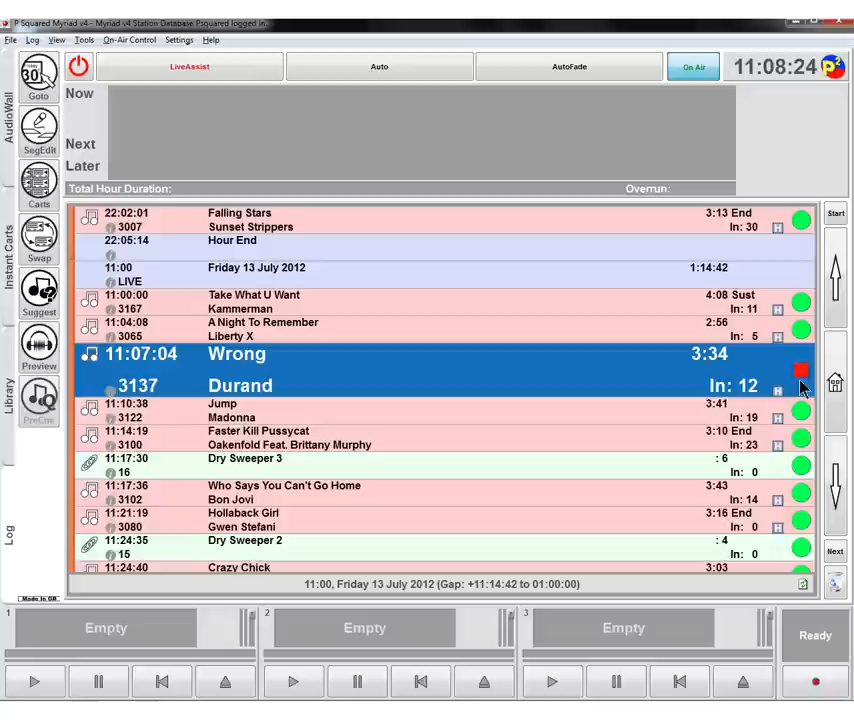 P Squared Myriad v4 - Myriad v4 Station Database Psquared logged in
File Log View Tools On-Air Control Settings Help
30
Goto
SegEdit
Carts
Swap
Suggest
Preview
PreCns
AudioWall
Instant Carts
Library
Log
Made In GB
LiveAssist Auto AutoFade On Air 11:08:24 P2
Now
Next
Later
Total Hour Duration: Overrun:
22:02:01 Falling Stars 3:13 End
3007 Sunset Strippers In: 30 H
22:05:14 Hour End
11:00 Friday 13 July 2012 1:14:42
LIVE
11:00:00 Take What U Want 4:08 Sust
3167 Kammerman In: 11 H
11:04:08 A Night To Remember 2:56
3065 Liberty X In: 5 H
11:07:04 Wrong 3:34
3137 Durand In: 12 H
11:10:38 Jump 3:41
3122 Madonna In: 19 H
11:14:19 Faster Kill Pussycat 3:10 End
3100 Oakenfold Feat. Brittany Murphy In: 23 H
11:17:30 Dry Sweeper 3 : 6
16 In: 0
11:17:36 Who Says You Can't Go Home 3:43
3102 Bon Jovi In: 14 H
11:21:19 Hollaback Girl 3:16 End
3080 Gwen Stefani In: 0 H
11:24:35 Dry Sweeper 2 : 4
15 In: 0
11:24:40 Crazy Chick 3:03
11:00, Friday 13 July 2012 (Gap: +11:14:42 to 01:00:00)
Start
Next
1 Empty
2 Empty
3 Empty
Ready